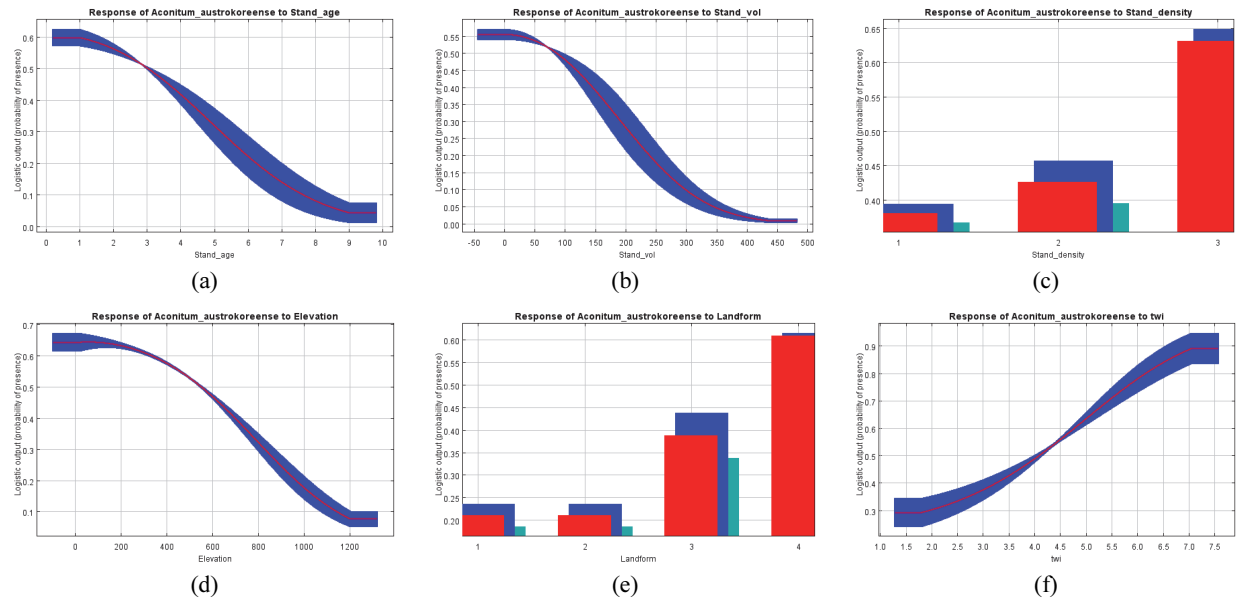 Response of Aconitum_austrokoreense to Stand_age
Logistic output (probability of presence)
0.6
0.5
0.4
0.3
0.2
0.1
0.0
0 1 2 3 4 5 6 7 8 9 10
Stand_age
(a)
Response of Aconitum_austrokoreense to Stand_vol
Logistic output (probability of presence)
0.55
0.50
0.45
0.40
0.35
0.30
0.25
0.20
0.15
0.10
0.05
0.00
-50 0 50 100 150 200 250 300 350 400 450 500
Stand_vol
(b)
Response of Aconitum_austrokoreense to Stand_density
Logistic output (probability of presence)
0.65
0.60
0.55
0.50
0.45
0.40
1 2 3
Stand_density
(c)
Response of Aconitum_austrokoreense to Elevation
Logistic output (probability of presence)
0.7
0.6
0.5
0.4
0.3
0.2
0.1
0 200 400 600 800 1000 1200
Elevation
(d)
Response of Aconitum_austrokoreense to Landform
Logistic output (probability of presence)
0.60
0.55
0.50
0.45
0.40
0.35
0.30
0.25
0.20
1 2 3 4
Landform
(e)
Response of Aconitum_austrokoreense to twi
Logistic output (probability of presence)
0.9
0.8
0.7
0.6
0.5
0.4
0.3
1.0 1.5 2.0 2.5 3.0 3.5 4.0 4.5 5.0 5.5 6.0 6.5 7.0 7.5
twi
(f)